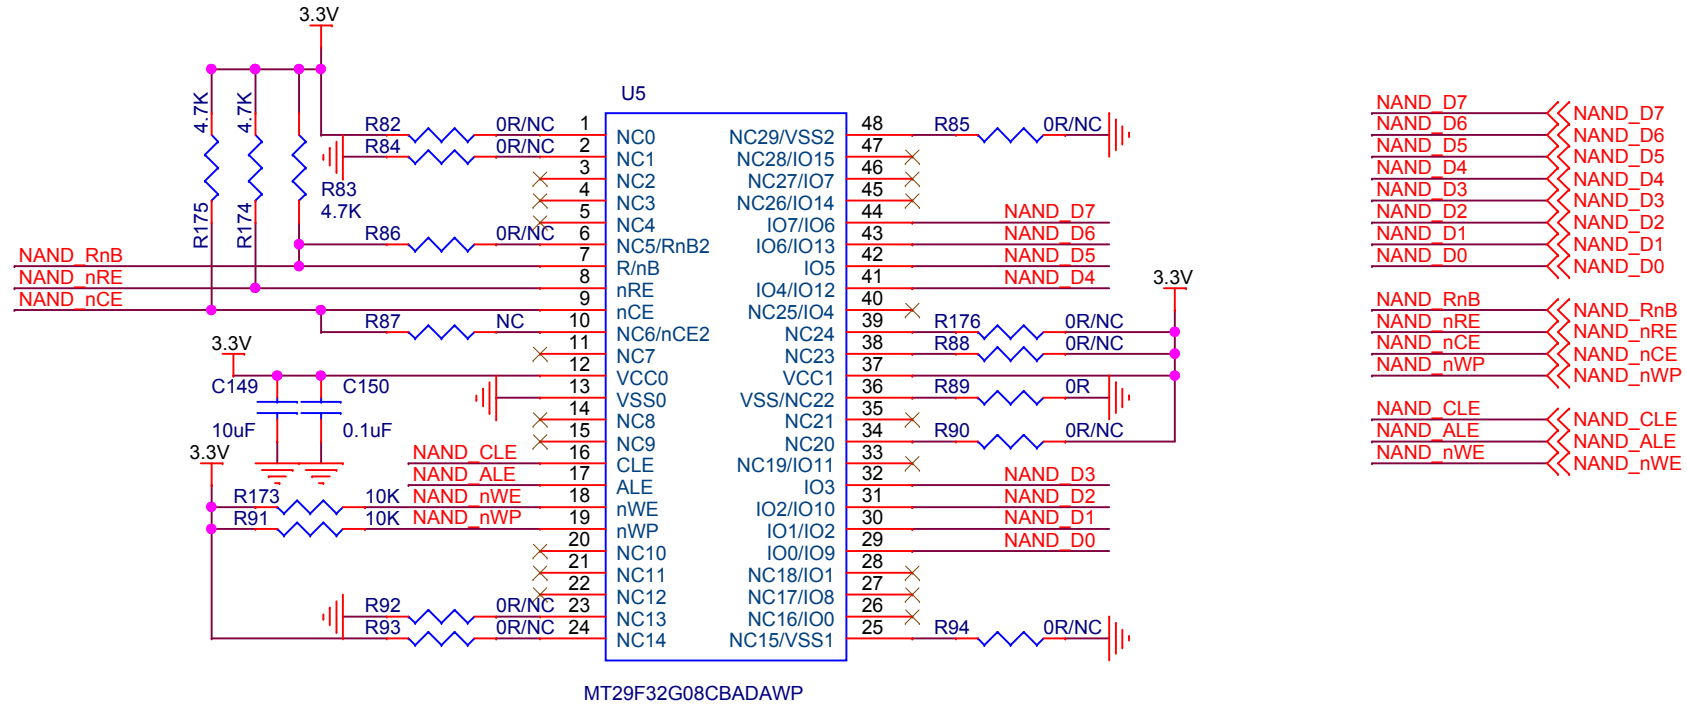 3.3V
U5
4.7K
4.7K
R175
R174
R83
4.7K
R82 0R/NC 1 NC0
R84 0R/NC 2 NC1
3 NC2
4 NC3
5 NC4
R86 0R/NC 6 NC5/RnB2
NAND_RnB 7 R/nB
NAND_nRE 8 nRE
NAND_nCE 9 nCE
R87 NC 10 NC6/nCE2
11 NC7
3.3V
12 VCC0
C149 C150
10uF 0.1uF
13 VSS0
14 NC8
15 NC9
3.3V
NAND_CLE 16 CLE
NAND_ALE 17 ALE
R173 10K NAND_nWE 18 nWE
R91 10K NAND_nWP 19 nWP
20 NC10
21 NC11
22 NC12
R92 0R/NC 23 NC13
R93 0R/NC 24 NC14
NC29/VSS2 48 R85 0R/NC
NC28/IO15 47
NC27/IO7 46
NC26/IO14 45
IO7/IO6 44 NAND_D7
IO6/IO13 43 NAND_D6
IO5 42 NAND_D5
IO4/IO12 41 NAND_D4
3.3V
NC25/IO4 40
NC24 39 R176 0R/NC
NC23 38 R88 0R/NC
VCC1 37
VSS/NC22 36 R89 0R
NC21 35
NC20 34 R90 0R/NC
NC19/IO11 33
IO3 32 NAND_D3
IO2/IO10 31 NAND_D2
IO1/IO2 30 NAND_D1
IO0/IO9 29 NAND_D0
NC18/IO1 28
NC17/IO8 27
NC16/IO0 26
NC15/VSS1 25 R94 0R/NC
MT29F32G08CBADAWP
NAND_D7 NAND_D7
NAND_D6 NAND_D6
NAND_D5 NAND_D5
NAND_D4 NAND_D4
NAND_D3 NAND_D3
NAND_D2 NAND_D2
NAND_D1 NAND_D1
NAND_D0 NAND_D0
NAND_RnB NAND_RnB
NAND_nRE NAND_nRE
NAND_nCE NAND_nCE
NAND_nWP NAND_nWP
NAND_CLE NAND_CLE
NAND_ALE NAND_ALE
NAND_nWE NAND_nWE